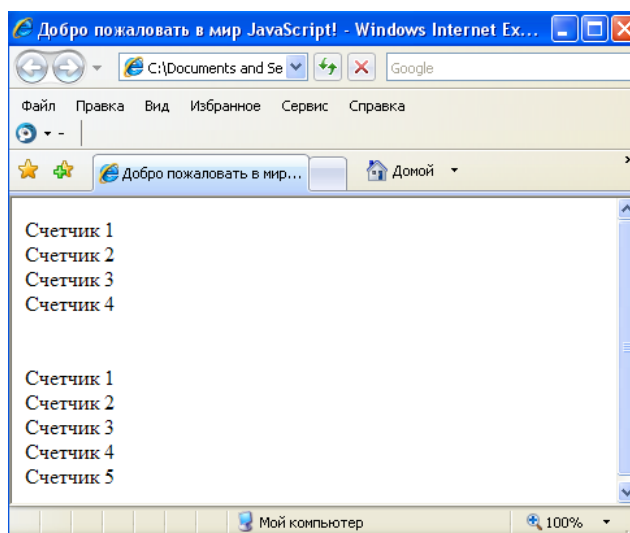 Добро пожаловать в мир JavaScript! - Windows Internet Ex...
C:\Documents and Se
Google
Файл Правка Вид Избранное Сервис Справка
Добро пожаловать в мир...
Домой
Счетчик 1
Счетчик 2
Счетчик 3
Счетчик 4
Счетчик 1
Счетчик 2
Счетчик 3
Счетчик 4
Счетчик 5
Мой компьютер
100%